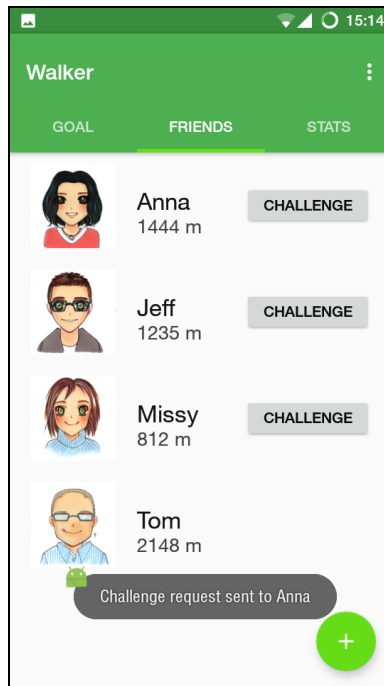 15:14
Walker
GOAL FRIENDS STATS
Anna
1444 m
CHALLENGE
Jeff
1235 m
CHALLENGE
Missy
812 m
CHALLENGE
Tom
2148 m
Challenge request sent to Anna
+